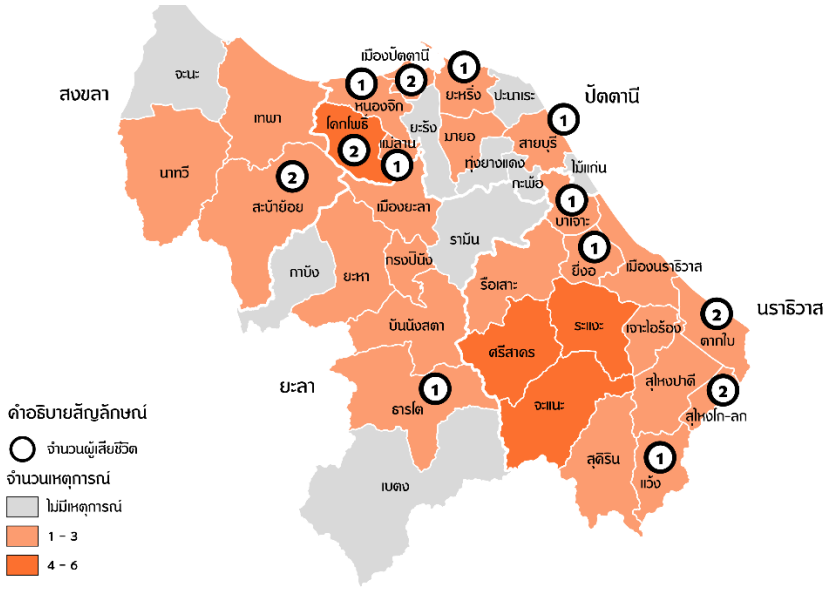 เมืองปัตตานี
จะนะ
1
2
1
สงขลา
ปัตตานี
ยะหริ่ง
ปะนาเระ
หนองจิก
เทพา
โคกโพธิ์
ยะรัง
มายอ
1
สายบุรี
แม่ลาน
2
1
ทุ่งยางแดง
ไม้แก่น
นาทวี
2
กะพ้อ
สะบ้าย้อย
เมืองยะลา
1
บาเจาะ
รามัน
1
กาบัง
ยะหา
กรงปินัง
ยี่งอ
เมืองนราธิวาส
รือเสาะ
นราธิวาส
บันนังสตา
ระแงะ
เจาะไอร้อง
2
ตากใบ
ศรีสาคร
สุไหงปาดี
ยะลา
1
ธารโต
จะแนะ
2
สุไหงโก-ลก
เบตง
สุคิริน
1
แว้ง
คำอธิบายสัญลักษณ์
จำนวนผู้เสียชีวิต
จำนวนเหตุการณ์
ไม่มีเหตุการณ์
1 - 3
4 - 6